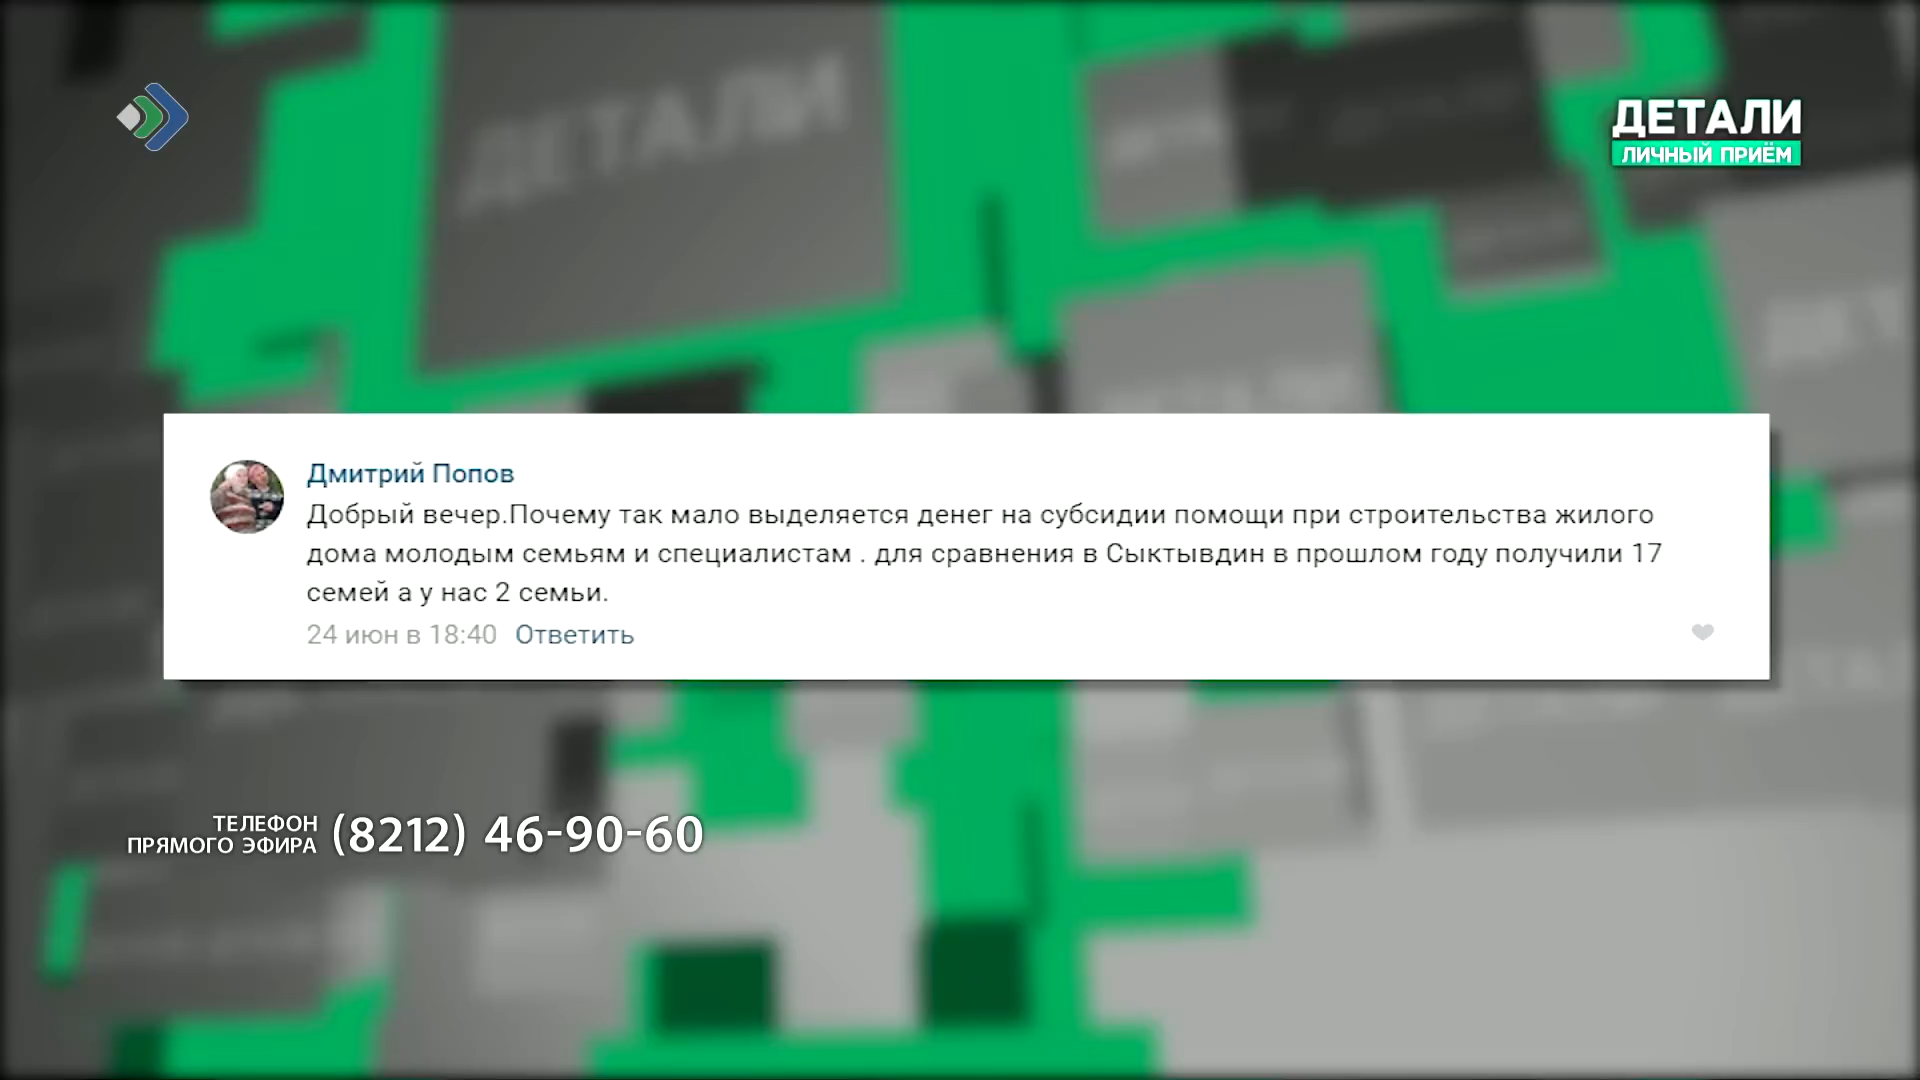 ДЕТАЛИ
ДЕТАЛИ
ЛИЧНЫЙ ПРИЁМ
Дмитрий Попов
Добрый вечер.Почему так мало выделяется денег на субсидии помощи при строительства жилого
дома молодым семьям и специалистам . для сравнения в Сыктывдин в прошлом году получили 17
семей а у нас 2 семьи.
24 июн в 18:40 Ответить
ТЕЛЕФОН
ПРЯМОГО ЭФИРА (8212) 46-90-60